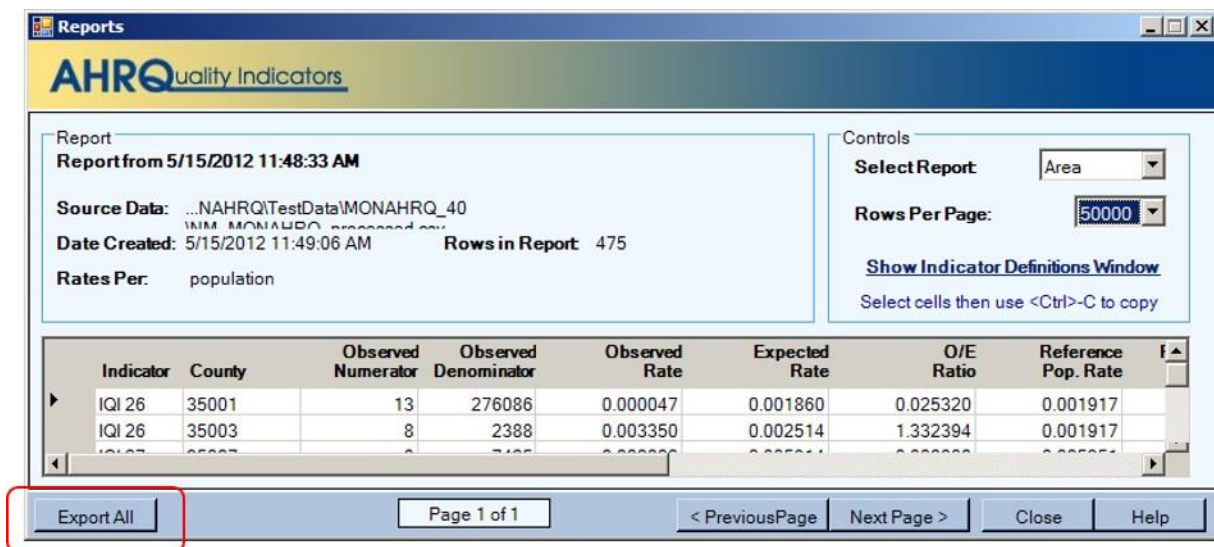 Reports
AHRQuality Indicators
Report
Report from 5/15/2012 11:48:33 AM
Source Data: ...NAHRQ\TestData\MONAHRQ_40
Date Created: 5/15/2012 11:49:06 AM Rows in Report: 475
Rates Per: population
Controls
Select Report: Area
Rows Per Page: 50000
Show Indicator Definitions Window
Select cells then use <Ctrl>-C to copy
Indicator County Observed Numerator Observed Denominator Observed Rate Expected Rate O/E Ratio Reference Pop. Rate
IQI 26 35001 13 276086 0.000047 0.001860 0.025320 0.001917
IQI 26 35003 8 2388 0.003350 0.002514 1.332394 0.001917
Export All Page 1 of 1 < PreviousPage Next Page > Close Help